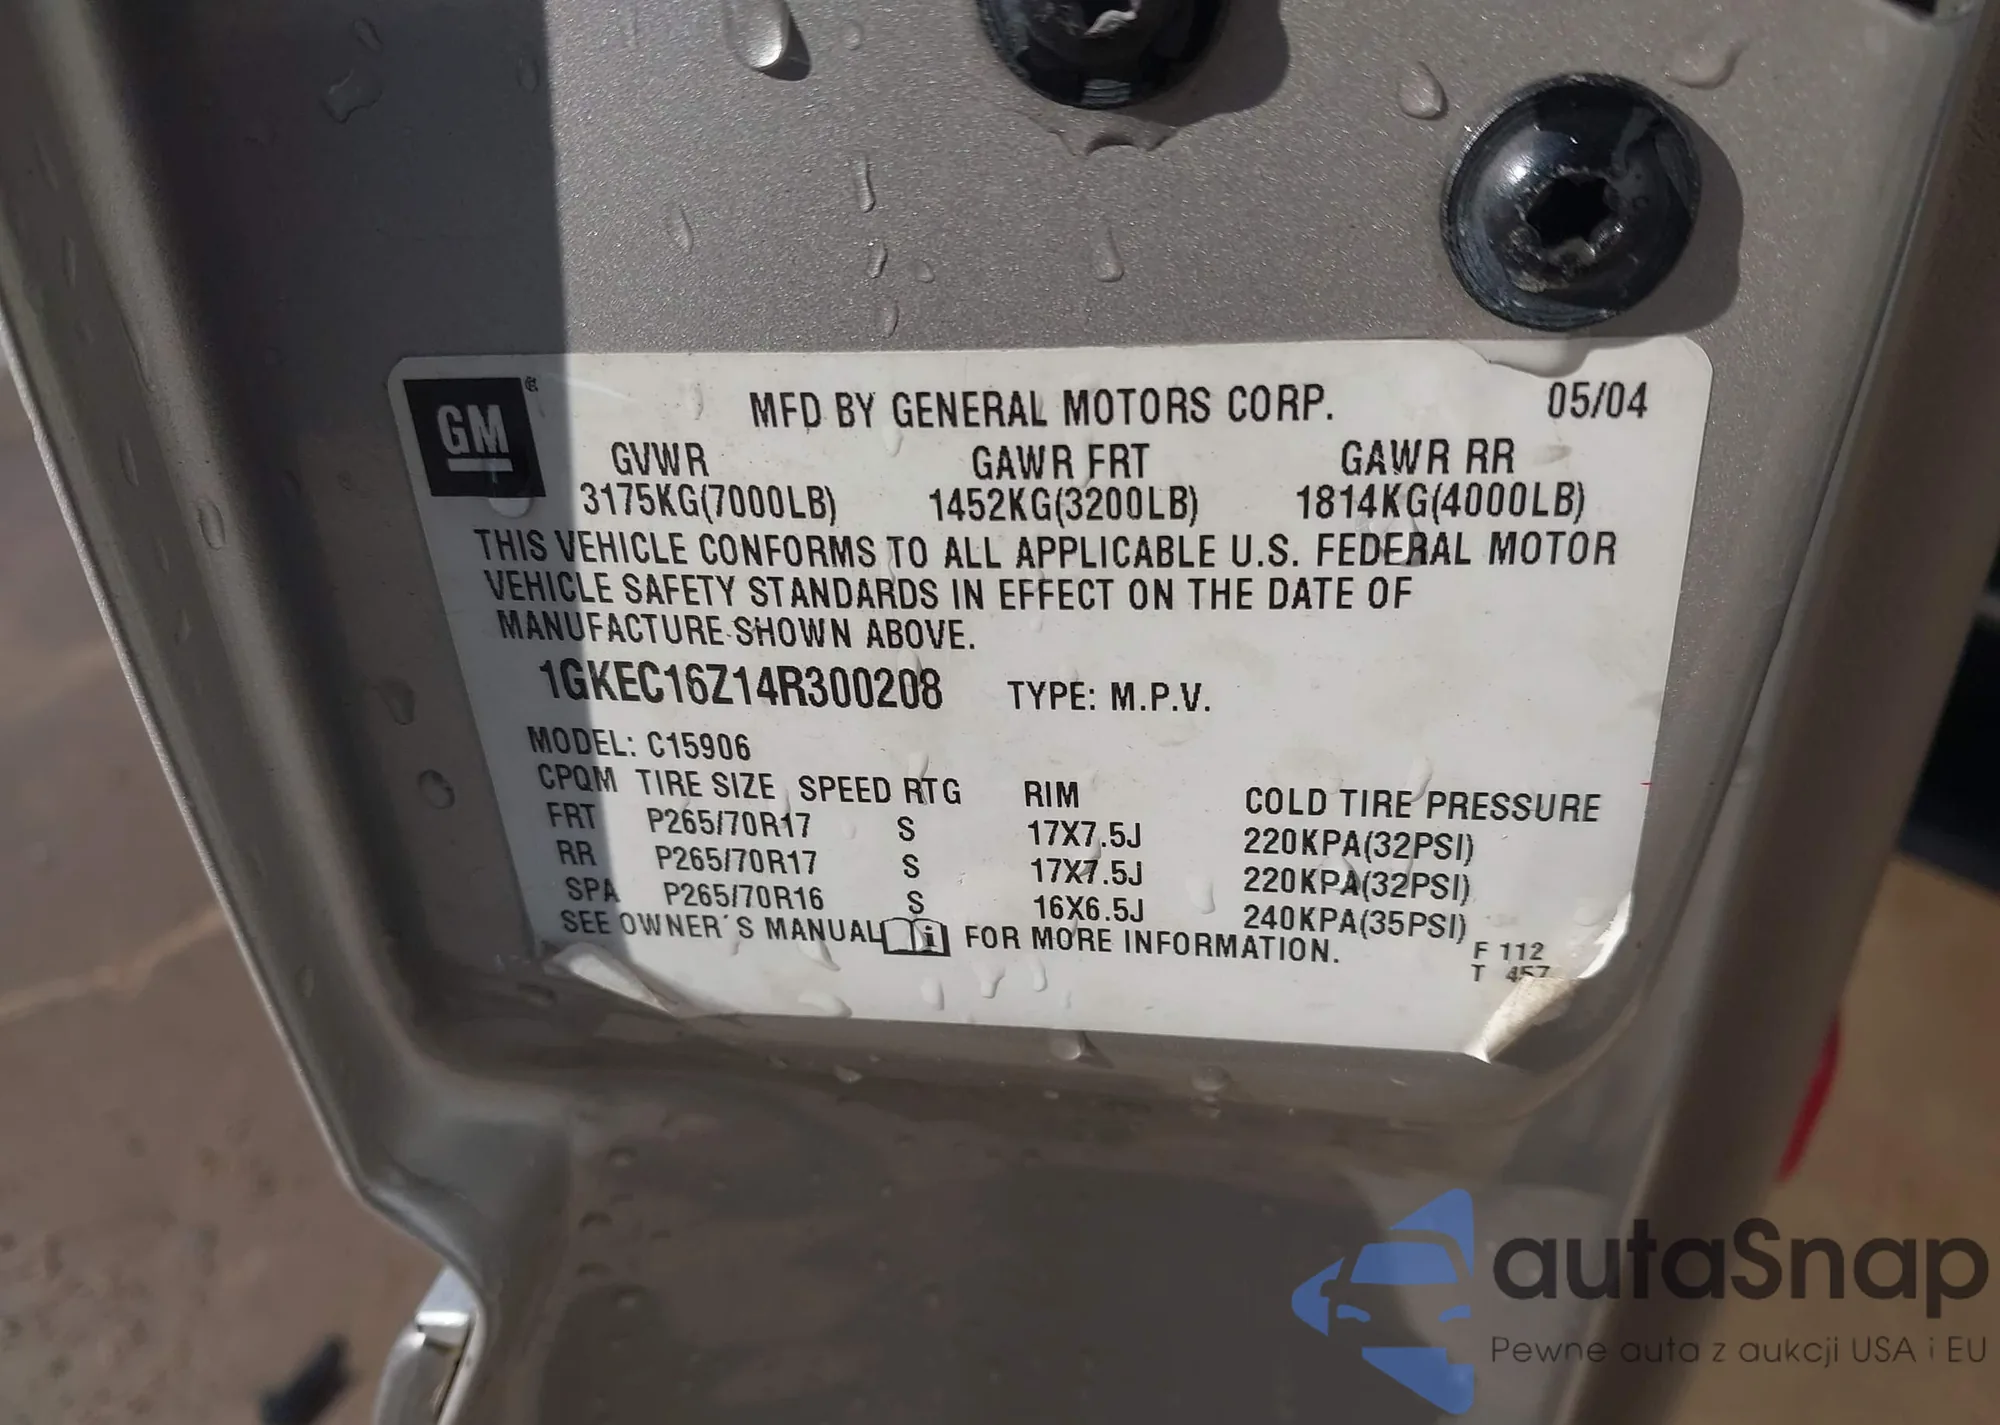 GM ®
MFD BY GENERAL MOTORS CORP. 05/04
GVWR GAWR FRT GAWR RR
3175KG(7000LB) 1452KG(3200LB) 1814KG(4000LB)
THIS VEHICLE CONFORMS TO ALL APPLICABLE U.S. FEDERAL MOTOR
VEHICLE SAFETY STANDARDS IN EFFECT ON THE DATE OF
MANUFACTURE SHOWN ABOVE.
1GKEC16Z14R300208 TYPE: M.P.V.
MODEL: C15906
CPQM TIRE SIZE SPEED RTG RIM COLD TIRE PRESSURE
FRT P265/70R17 S 17X7.5J 220KPA(32PSI)
RR P265/70R17 S 17X7.5J 220KPA(32PSI)
SPA P265/70R16 S 16X6.5J 240KPA(35PSI)
SEE OWNER'S MANUAL i FOR MORE INFORMATION.
F 112
T 457
autaSnap
Pewne auta z aukcji USA i EU